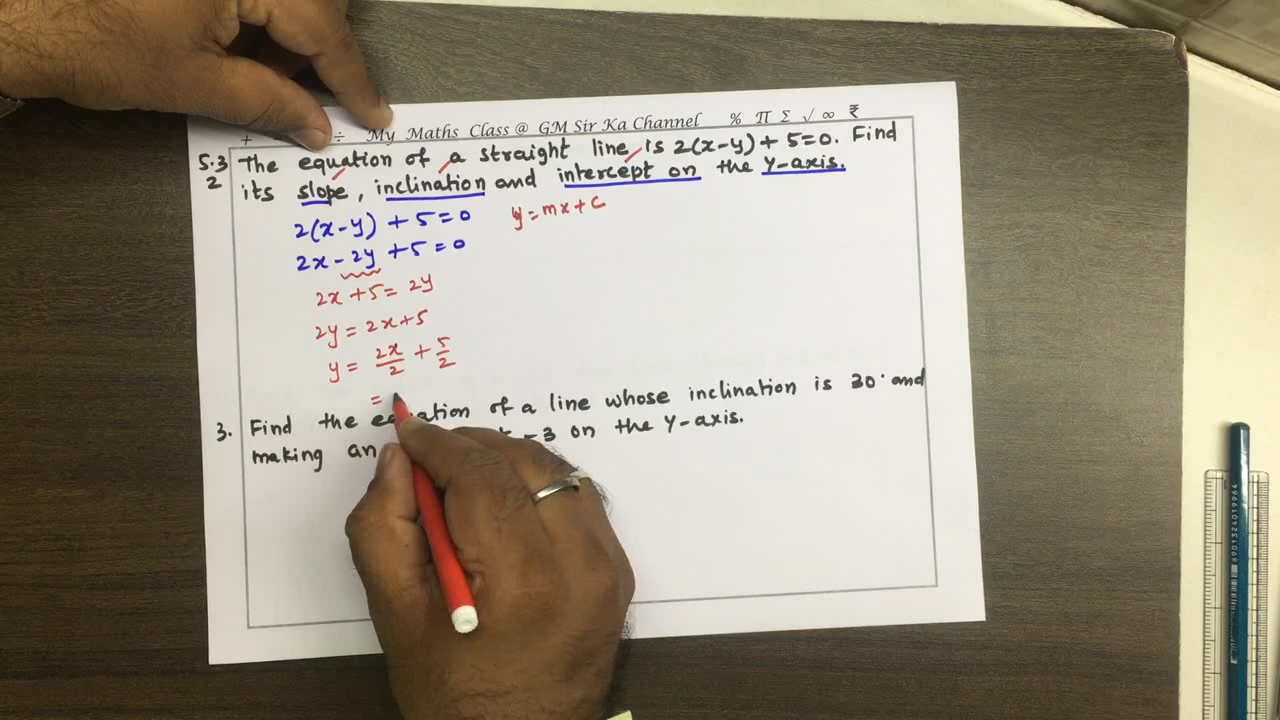 + ÷ My Maths Class @ GM Sir Ka Channel % Π Σ √ ∞ ₹
5.3 The equation of a straight line is 2(x-y) + 5=0. Find
2 its slope, inclination and intercept on the Y-axis.
2(x-y) + 5 = 0
y = mx + c
2x - 2y + 5 = 0
2x + 5 = 2y
2y = 2x + 5
y = 2x/2 + 5/2
=
3. Find the equation of a line whose inclination is 30° and
making an -3 on the Y-axis.
8901324019964